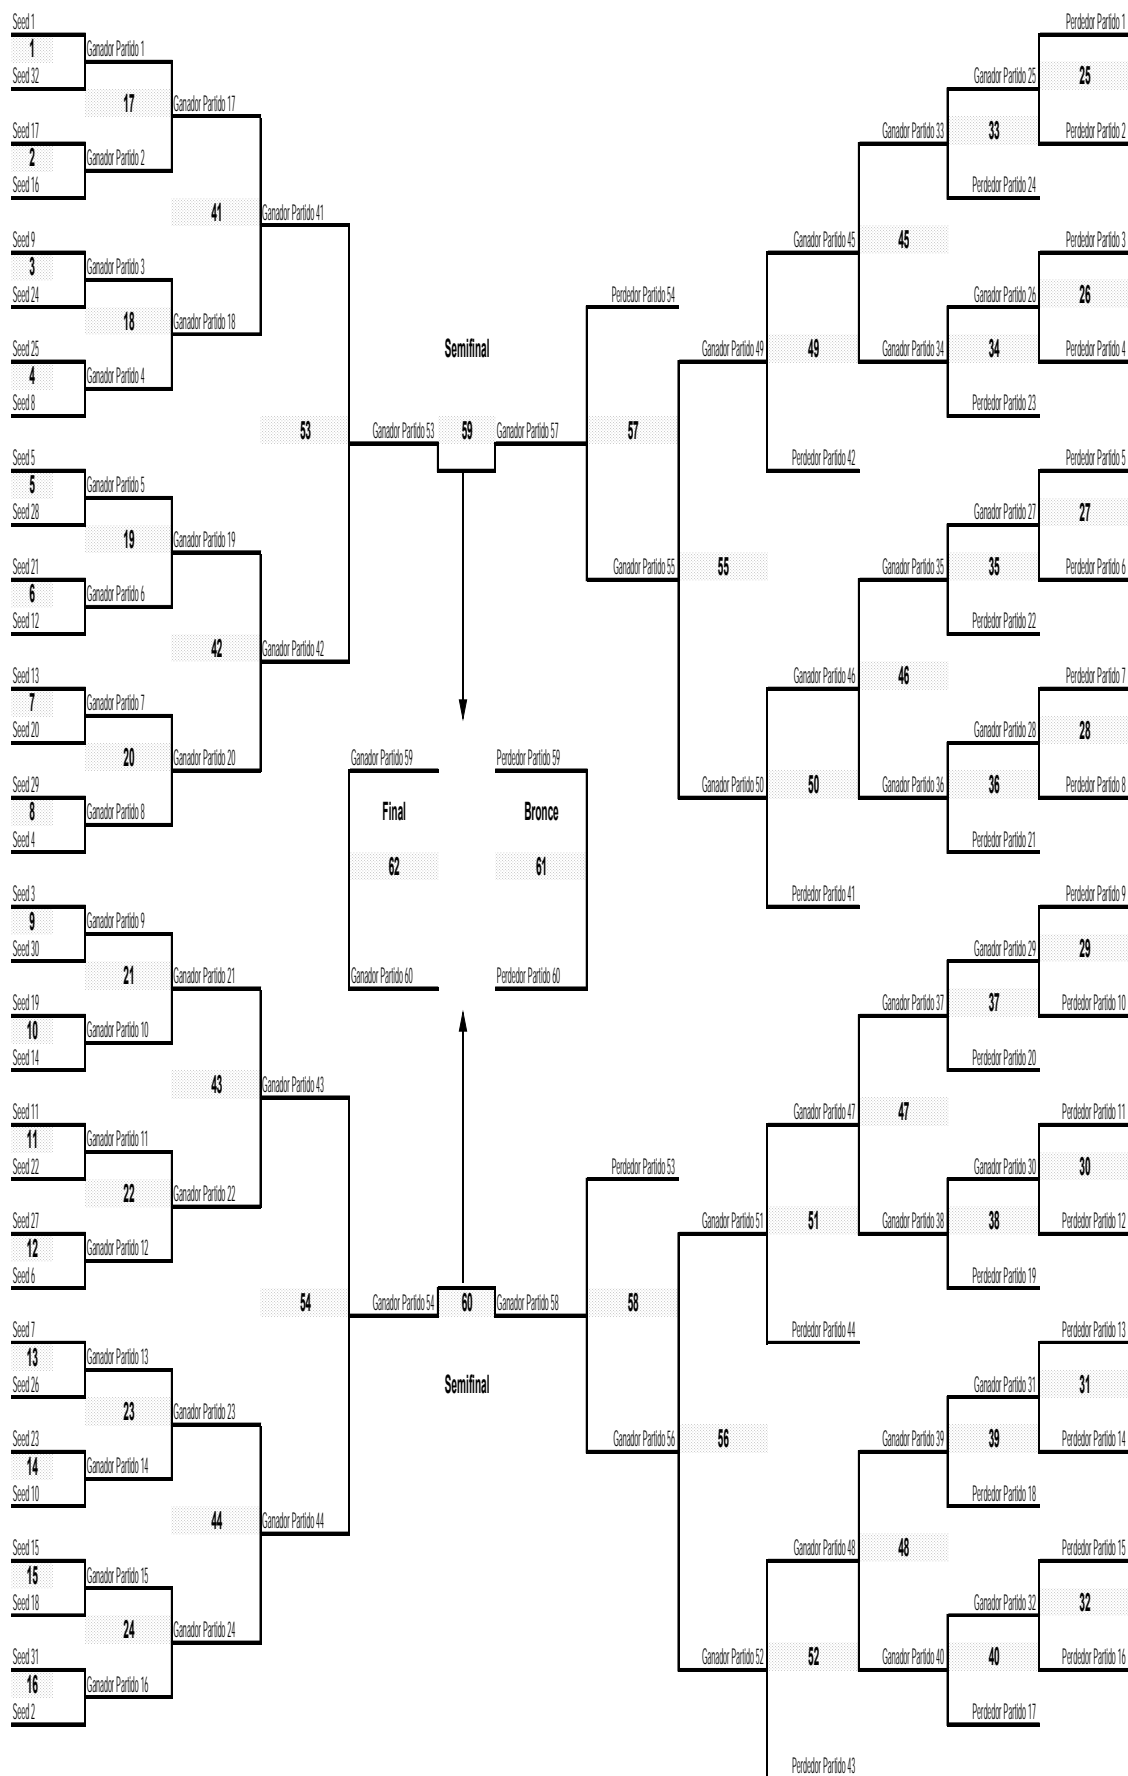 Seed 1
1
Seed 32
Ganador Partido 1
17
Seed 17
2
Seed 16
Ganador Partido 2
Ganador Partido 17
41
Seed 9
3
Seed 24
Ganador Partido 3
18
Seed 25
4
Seed 8
Ganador Partido 4
Ganador Partido 18
Ganador Partido 41
53
Seed 5
5
Seed 28
Ganador Partido 5
19
Seed 21
6
Seed 12
Ganador Partido 6
Ganador Partido 19
42
Seed 13
7
Seed 20
Ganador Partido 7
20
Seed 29
8
Seed 4
Ganador Partido 8
Ganador Partido 20
Ganador Partido 42
Ganador Partido 53
Semifinal
59
Ganador Partido 57
Seed 3
9
Seed 30
Ganador Partido 9
21
Seed 19
10
Seed 14
Ganador Partido 10
Ganador Partido 21
43
Seed 11
11
Seed 22
Ganador Partido 11
22
Seed 27
12
Seed 6
Ganador Partido 12
Ganador Partido 22
Ganador Partido 43
54
Seed 7
13
Seed 26
Ganador Partido 13
23
Seed 23
14
Seed 10
Ganador Partido 14
Ganador Partido 23
44
Seed 15
15
Seed 18
Ganador Partido 15
24
Seed 31
16
Seed 2
Ganador Partido 16
Ganador Partido 24
Ganador Partido 44
Ganador Partido 54
60
Ganador Partido 58
Semifinal
Ganador Partido 59
Final
62
Ganador Partido 60
Perdedor Partido 59
Bronce
61
Perdedor Partido 60
Perdedor Partido 54
57
Ganador Partido 55
55
Ganador Partido 49
49
Ganador Partido 45
45
Ganador Partido 33
33
Ganador Partido 25
25
Perdedor Partido 1
Perdedor Partido 2
Perdedor Partido 24
Ganador Partido 34
34
Ganador Partido 26
26
Perdedor Partido 3
Perdedor Partido 4
Perdedor Partido 23
Perdedor Partido 42
Ganador Partido 50
50
Ganador Partido 46
46
Ganador Partido 35
35
Ganador Partido 27
27
Perdedor Partido 5
Perdedor Partido 6
Perdedor Partido 22
Ganador Partido 36
36
Ganador Partido 28
28
Perdedor Partido 7
Perdedor Partido 8
Perdedor Partido 21
Perdedor Partido 41
Perdedor Partido 53
58
Ganador Partido 56
56
Ganador Partido 51
51
Ganador Partido 47
47
Ganador Partido 37
37
Ganador Partido 29
29
Perdedor Partido 9
Perdedor Partido 10
Perdedor Partido 20
Ganador Partido 38
38
Ganador Partido 30
30
Perdedor Partido 11
Perdedor Partido 12
Perdedor Partido 19
Perdedor Partido 44
Ganador Partido 52
52
Ganador Partido 48
48
Ganador Partido 39
39
Ganador Partido 31
31
Perdedor Partido 13
Perdedor Partido 14
Perdedor Partido 18
Ganador Partido 40
40
Ganador Partido 32
32
Perdedor Partido 15
Perdedor Partido 16
Perdedor Partido 17
Perdedor Partido 43